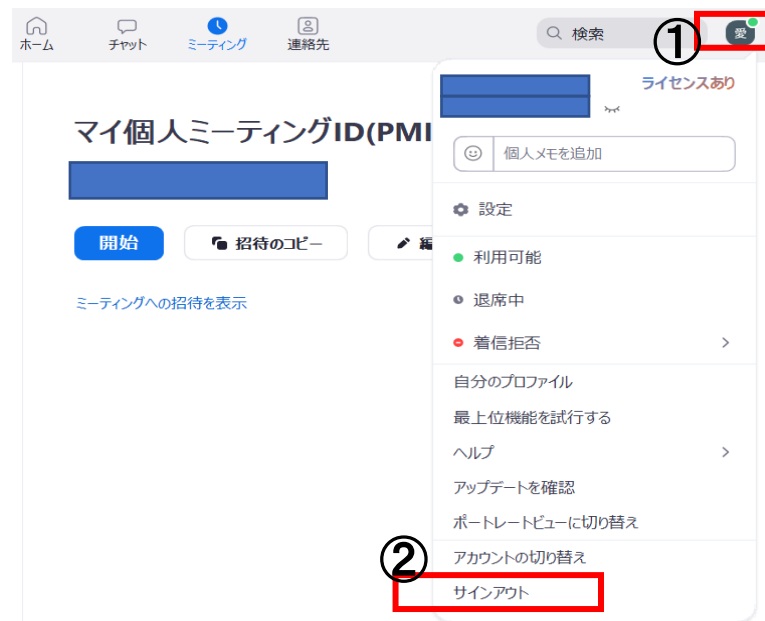 ホーム
チャット
ミーティング
連絡先
検索
①
愛
ライセンスあり
マイ個人ミーティングID(PMI
個人メモを追加
設定
開始
招待のコピー
編
利用可能
ミーティングへの招待を表示
退席中
着信拒否
自分のプロファイル
最上位機能を試行する
ヘルプ
アップデートを確認
ポートレートビューに切り替え
②
アカウントの切り替え
サインアウト